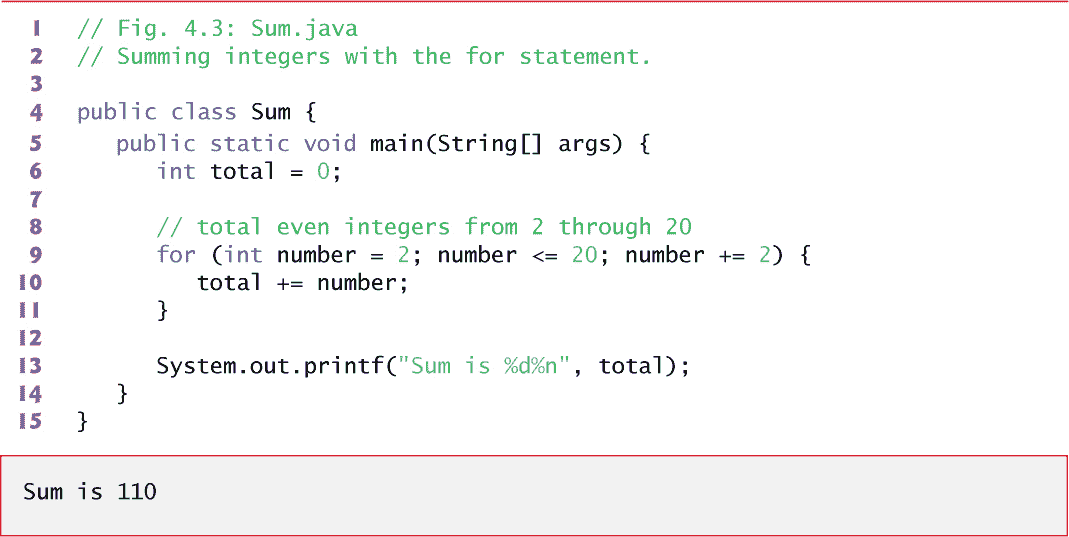 1 // Fig. 4.3: Sum.java
2 // Summing integers with the for statement.
3
4 public class Sum {
5 public static void main(String[] args) {
6 int total = 0;
7
8 // total even integers from 2 through 20
9 for (int number = 2; number <= 20; number += 2) {
10 total += number;
11 }
12
13 System.out.printf("Sum is %d%n", total);
14 }
15 }
Sum is 110